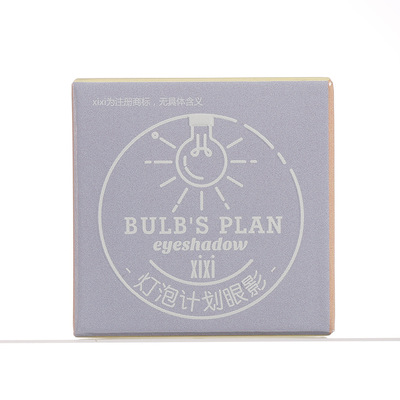 xixi为注册商标，无具体含义
BULB'S PLAN
eyeshadow
xixi
-灯泡计划眼影-